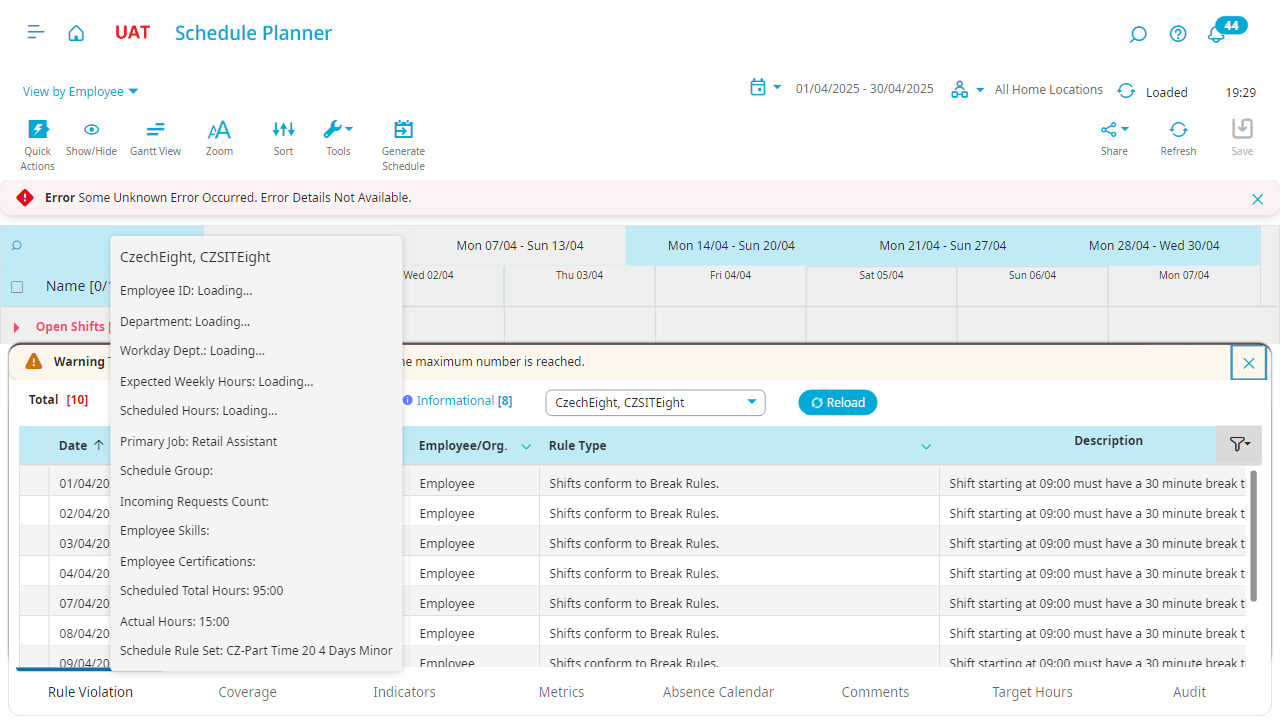 UAT
Schedule Planner
44
View by Employee
01/04/2025 - 30/04/2025
All Home Locations
Loaded
19:29
Quick Actions
Show/Hide
Gantt View
Zoom
Sort
Tools
Generate Schedule
Share
Refresh
Save
Error Some Unknown Error Occurred. Error Details Not Available.
Mon 07/04 - Sun 13/04
Mon 14/04 - Sun 20/04
Mon 21/04 - Sun 27/04
Mon 28/04 - Wed 30/04
Name [0/
Wed 02/04
Thu 03/04
Fri 04/04
Sat 05/04
Sun 06/04
Mon 07/04
Open Shifts
CzechEight, CZSITEight
Employee ID: Loading...
Department: Loading...
Workday Dept.: Loading...
Expected Weekly Hours: Loading...
Scheduled Hours: Loading...
Primary Job: Retail Assistant
Schedule Group:
Incoming Requests Count:
Employee Skills:
Employee Certifications:
Scheduled Total Hours: 95:00
Actual Hours: 15:00
Schedule Rule Set: CZ-Part Time 20 4 Days Minor
Warning
maximum number is reached.
Total [10]
Informational [8]
CzechEight, CZSITEight
Reload
Date
Employee/Org.
Rule Type
Description
01/04/20
Employee
Shifts conform to Break Rules.
Shift starting at 09:00 must have a 30 minute break t
02/04/20
Employee
Shifts conform to Break Rules.
Shift starting at 09:00 must have a 30 minute break t
03/04/20
Employee
Shifts conform to Break Rules.
Shift starting at 09:00 must have a 30 minute break t
04/04/20
Employee
Shifts conform to Break Rules.
Shift starting at 09:00 must have a 30 minute break t
07/04/20
Employee
Shifts conform to Break Rules.
Shift starting at 09:00 must have a 30 minute break t
08/04/20
Employee
Shifts conform to Break Rules.
Shift starting at 09:00 must have a 30 minute break t
09/04/20
Employee
Shifts conform to Break Rules.
Shift starting at 09:00 must have a 30 minute break t
Rule Violation
Coverage
Indicators
Metrics
Absence Calendar
Comments
Target Hours
Audit